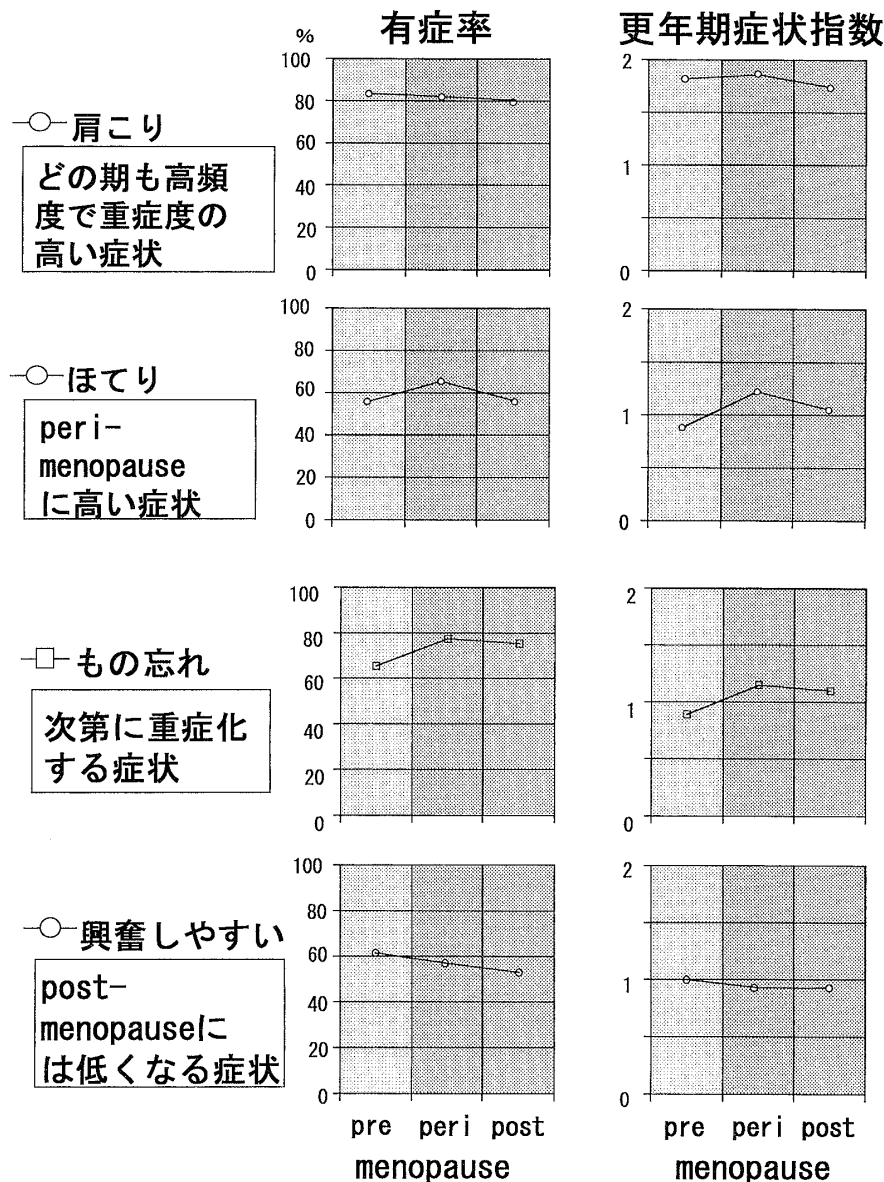 有症率
更年期症状指数
%
100
80
60
40
20
0
2
1
0
肩こり
どの期も高頻
度で重症度の
高い症状
100
80
60
40
20
0
2
1
0
ほてり
peri-
menopause
に高い症状
100
80
60
40
20
0
2
1
0
もの忘れ
次第に重症化
する症状
100
80
60
40
20
0
2
1
0
興奮しやすい
post-
menopauseに
は低くなる症状
pre peri post
menopause
pre peri post
menopause